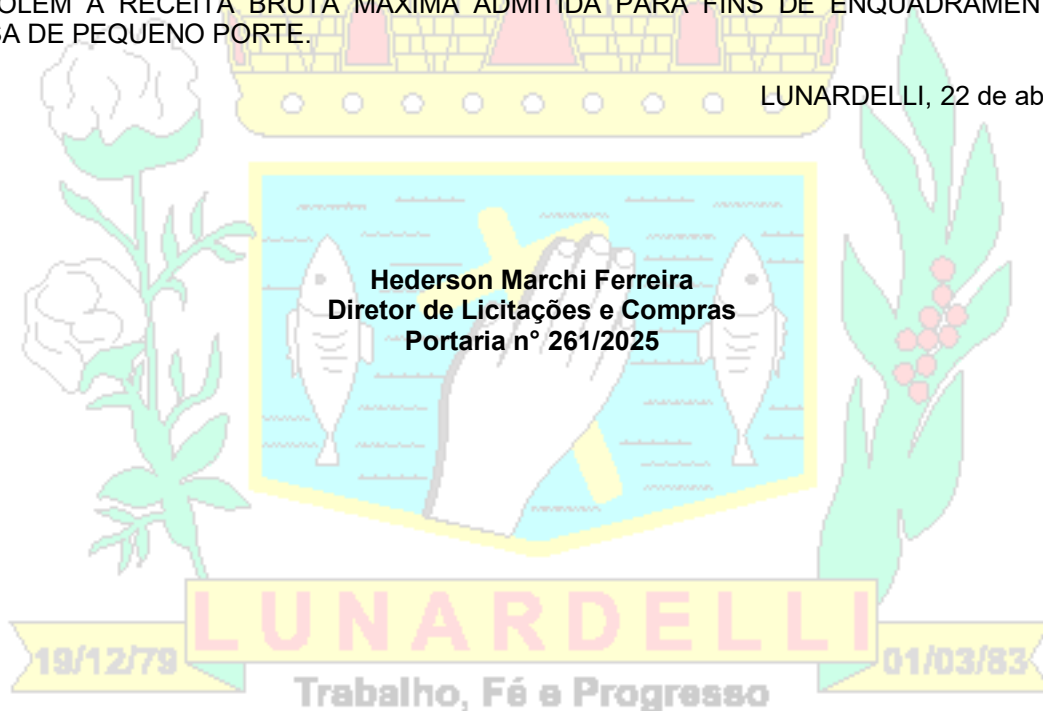 OLEM A RECEITA BRUTA MÁXIMA ADMITIDA PARA FINS DE ENQUADRAMEN
SA DE PEQUENO PORTE.
LUNARDELLI, 22 de ab
Hederson Marchi Ferreira
Diretor de Licitações e Compras
Portaria n° 261/2025
LUNARDELLI
19/12/79
01/03/83
Trabalho, Fé e Progresso